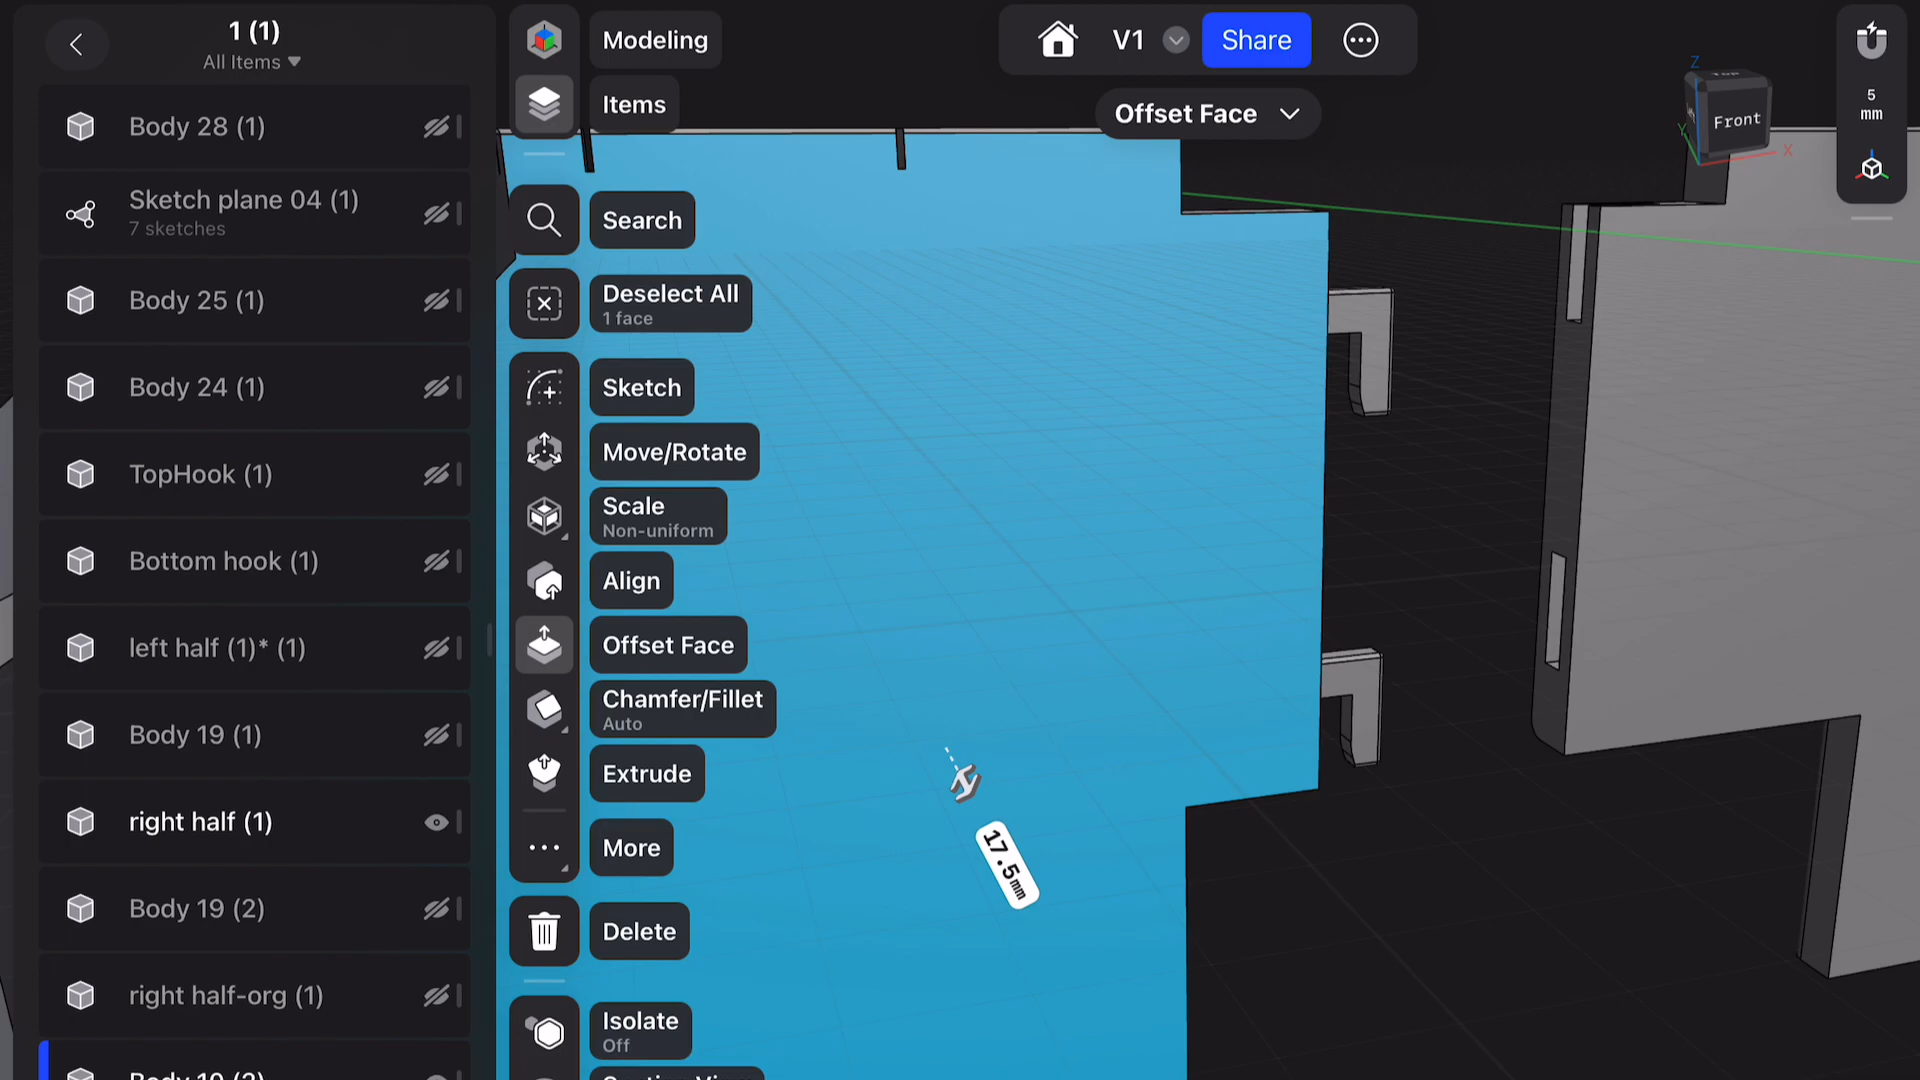 1 (1)
All Items
Body 28 (1)
Sketch plane 04 (1)
7 sketches
Body 25 (1)
Body 24 (1)
TopHook (1)
Bottom hook (1)
left half (1)* (1)
Body 19 (1)
right half (1)
Body 19 (2)
right half-org (1)
Modeling
Items
Search
Deselect All
1 face
Sketch
Move/Rotate
Scale
Non-uniform
Align
Offset Face
Chamfer/Fillet
Auto
Extrude
More
Delete
Isolate
Off
V1
Share
Offset Face
17.5mm
Z
Top
Front
Y
X
5
mm